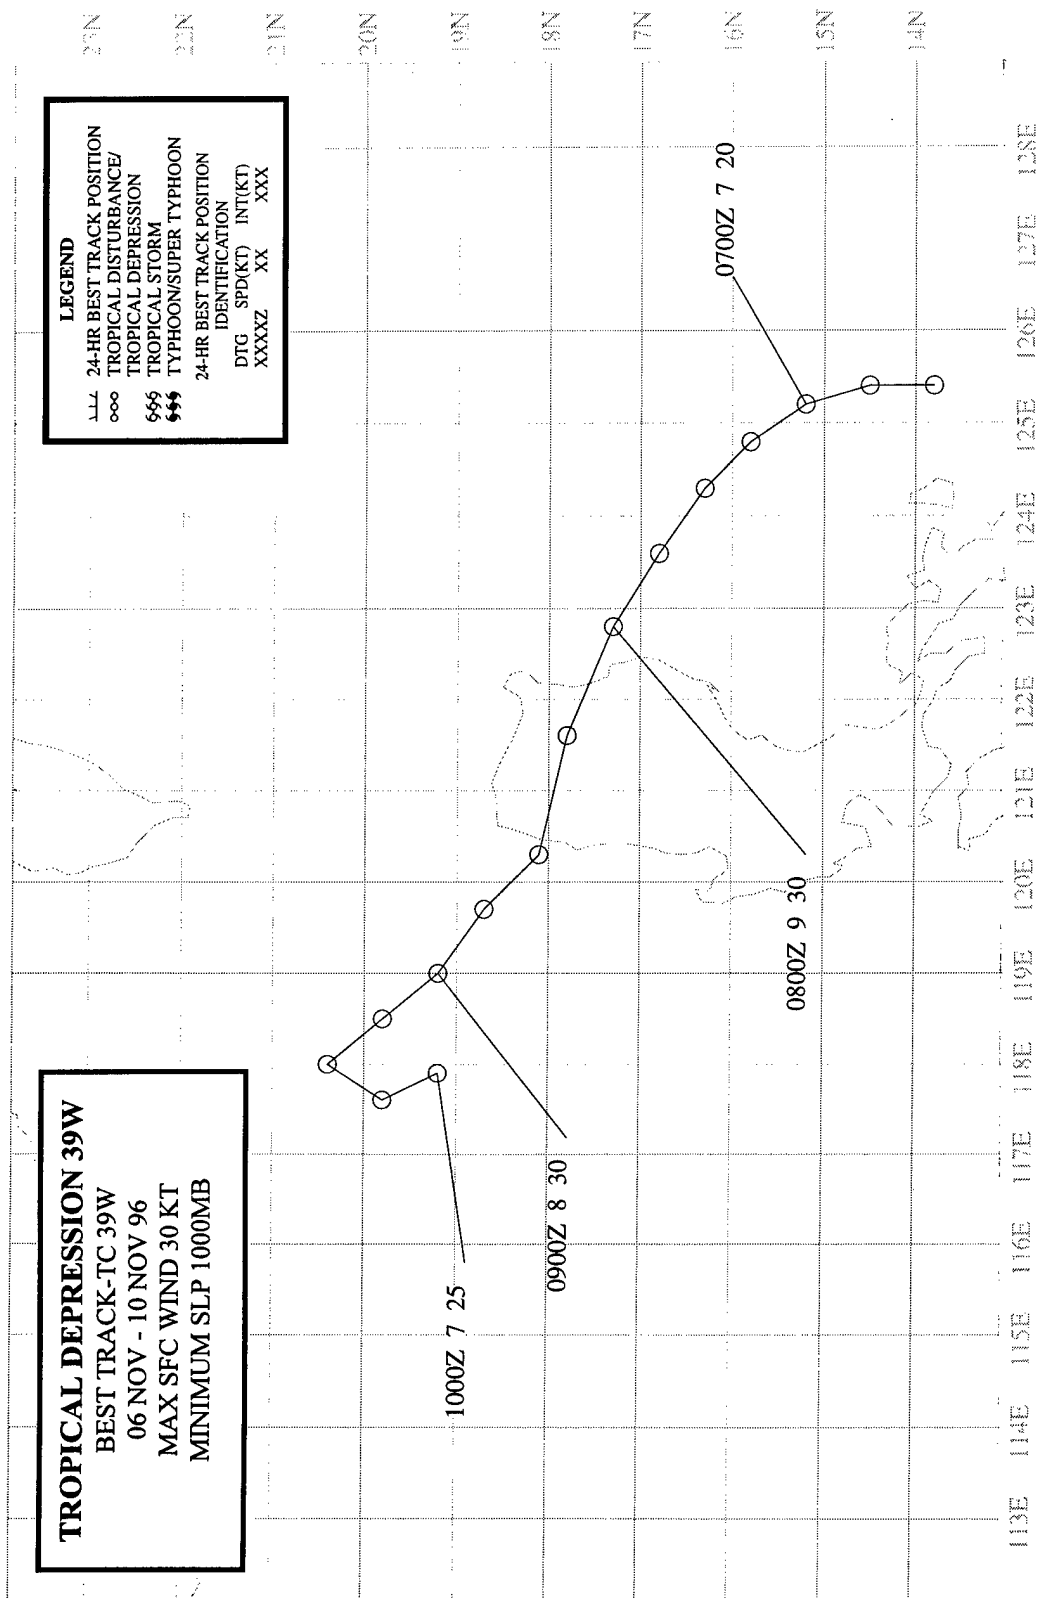 TROPICAL DEPRESSION 39W
BEST TRACK-TC 39W
06 NOV - 10 NOV 96
MAX SFC WIND 30 KT
MINIMUM SLP 1000MB
LEGEND
24-HR BEST TRACK POSITION
TROPICAL DISTURBANCE/
TROPICAL DEPRESSION
TROPICAL STORM
TYPHOON/SUPER TYPHOON
24-HR BEST TRACK POSITION
IDENTIFICATION
DTG SPD(KT) INT(KT)
XXXXZ XX XXX
23N
22N
21N
20N
19N
18N
17N
16N
15N
14N
1000Z 7 25
0900Z 8 30
0800Z 9 30
0700Z 7 20
113E 114E 115E 116E 117E 118E 119E 120E 121E 122E 123E 124E 125E 126E 127E 128E